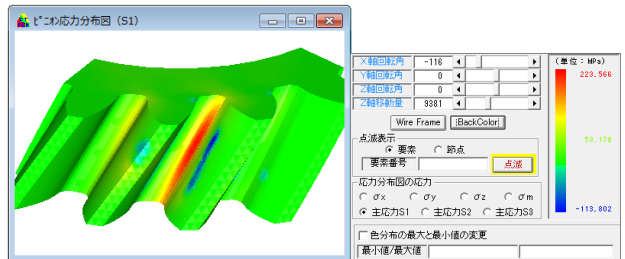 ﾋﾟﾆｵﾝ応力分布図 (S1)
X軸回転角 -116
Y軸回転角 0
Z軸回転角 0
Z軸移動量 9381
Wire Frame BackColor
点滅表示
要素 節点
要素番号 点滅
応力分布図の応力
σx σy σz σm
主応力S1 主応力S2 主応力S3
色分布の最大と最小値の変更
最小値/最大値
(単位：MPa)
223.566
-113.802